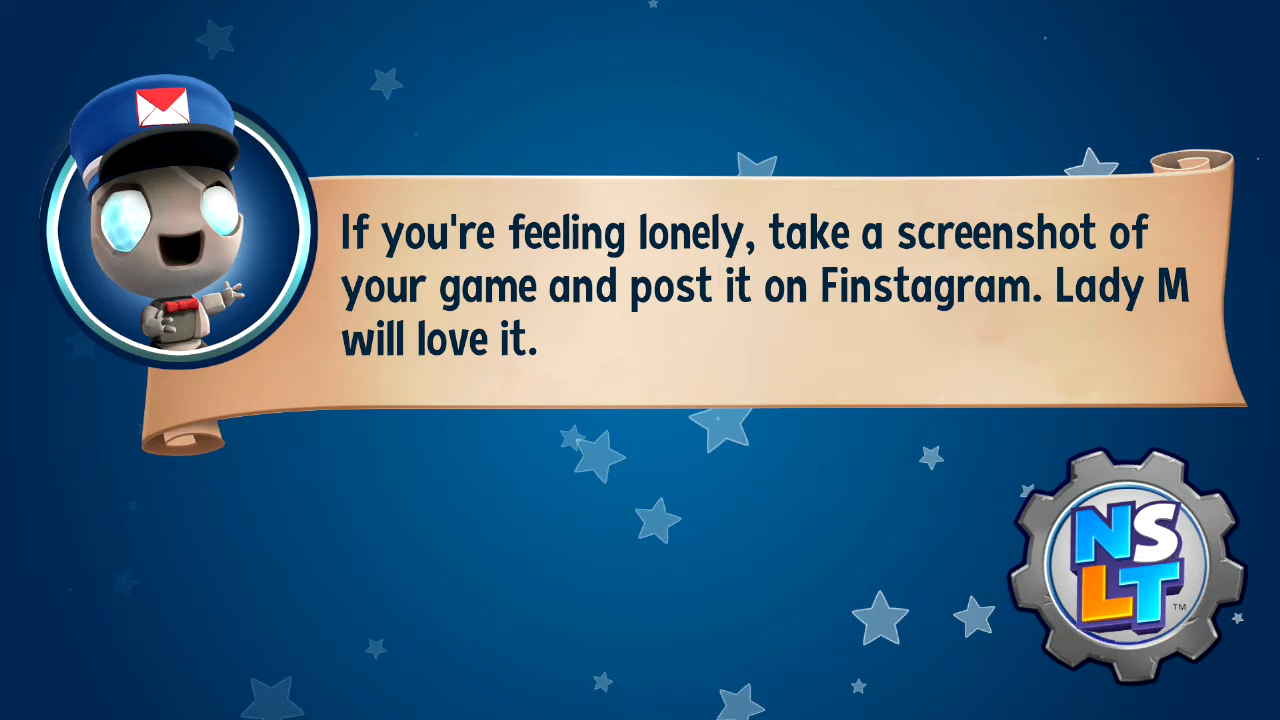 If you're feeling lonely, take a screenshot of
your game and post it on Finstagram. Lady M
will love it.
NS
LT
TM